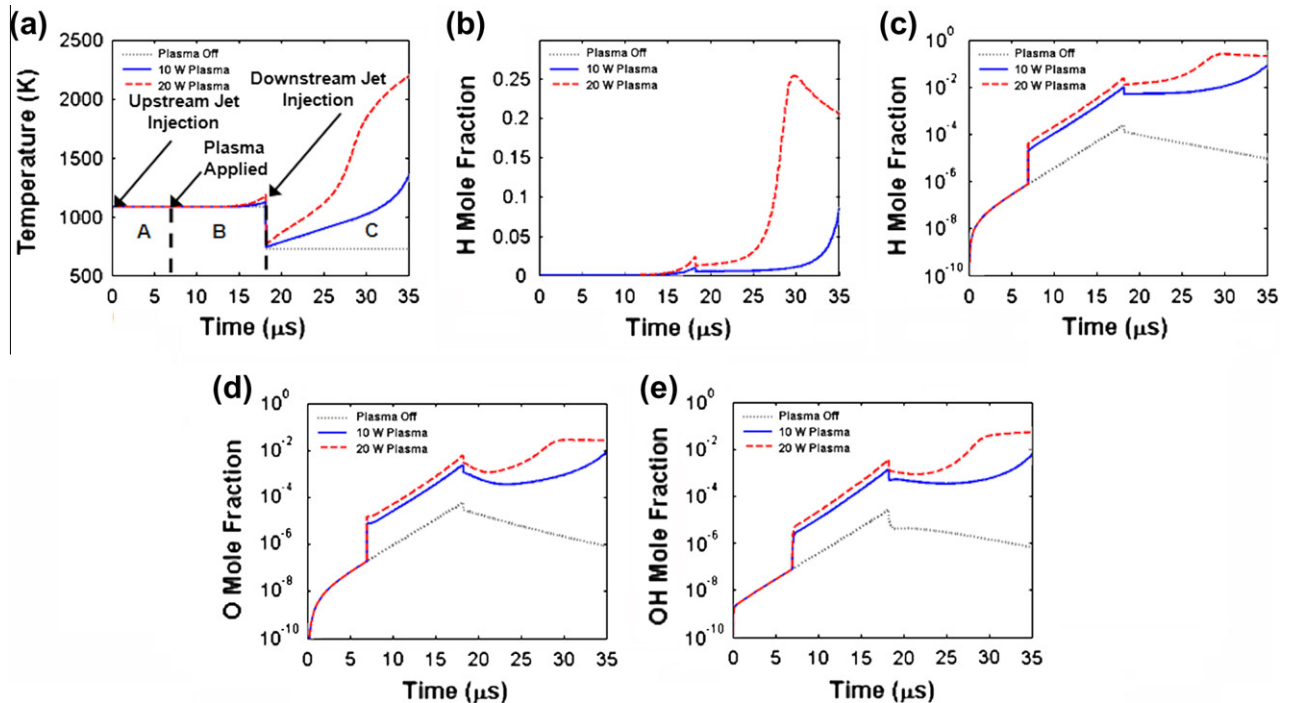 (a)
2500
2000
1500
1000
500
Temperature (K)
Plasma Off
10 W Plasma
20 W Plasma
Downstream Jet
Injection
Upstream Jet
Injection
Plasma
Applied
A
B
C
0 5 10 15 20 25 30 35
Time (μs)
(b)
0.25
0.20
0.15
0.10
0.05
0
H Mole Fraction
Plasma Off
10 W Plasma
20 W Plasma
0 5 10 15 20 25 30 35
Time (μs)
(c)
10⁰
10⁻²
10⁻⁴
10⁻⁶
10⁻⁸
10⁻¹⁰
H Mole Fraction
Plasma Off
10 W Plasma
20 W Plasma
0 5 10 15 20 25 30 35
Time (μs)
(d)
10⁰
10⁻²
10⁻⁴
10⁻⁶
10⁻⁸
10⁻¹⁰
O Mole Fraction
Plasma Off
10 W Plasma
20 W Plasma
0 5 10 15 20 25 30 35
Time (μs)
(e)
10⁰
10⁻²
10⁻⁴
10⁻⁶
10⁻⁸
10⁻¹⁰
OH Mole Fraction
Plasma Off
10 W Plasma
20 W Plasma
0 5 10 15 20 25 30 35
Time (μs)